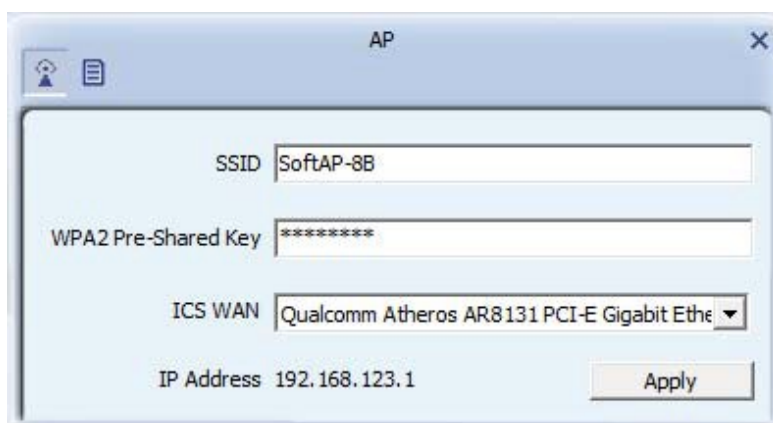 AP
SSID SoftAP-8B
WPA2 Pre-Shared Key ********
ICS WAN Qualcomm Atheros AR8131 PCI-E Gigabit Ethe
IP Address 192.168.123.1 Apply